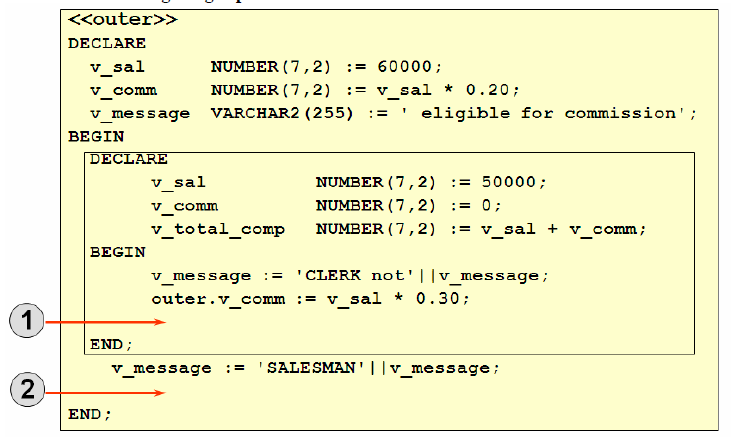 <<outer>>
DECLARE
v_sal NUMBER(7,2) := 60000;
v_comm NUMBER(7,2) := v_sal * 0.20;
v_message VARCHAR2(255) := ' eligible for commission';
BEGIN
DECLARE
v_sal NUMBER(7,2) := 50000;
v_comm NUMBER(7,2) := 0;
v_total_comp NUMBER(7,2) := v_sal + v_comm;
BEGIN
v_message := 'CLERK not'||v_message;
outer.v_comm := v_sal * 0.30;
1
END;
v_message := 'SALESMAN'||v_message;
2
END;